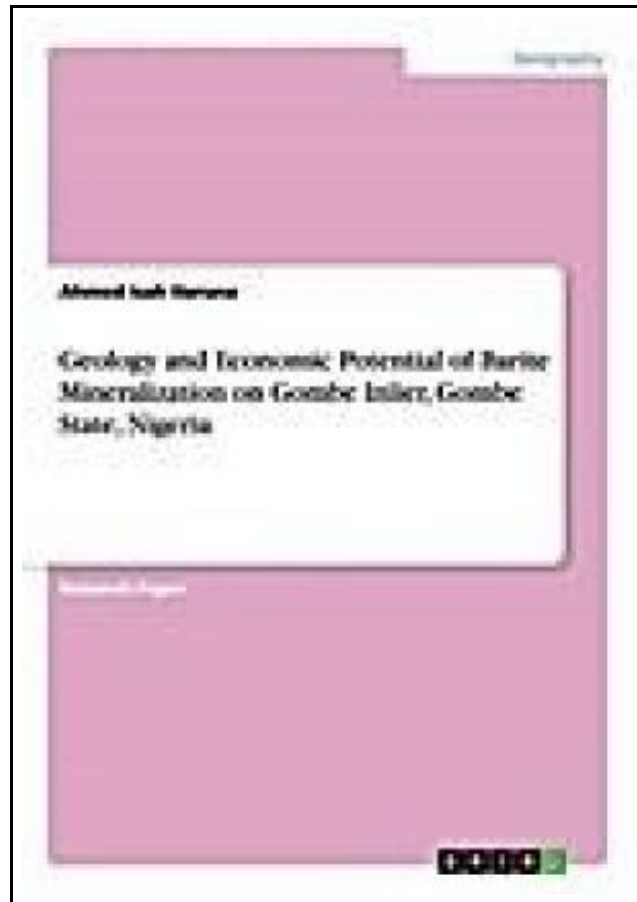 Geography
Ahmed Isah Haruna
Geology and Economic Potential of Barite
Mineralization on Gombe Inlier, Gombe
State, Nigeria
Research Paper